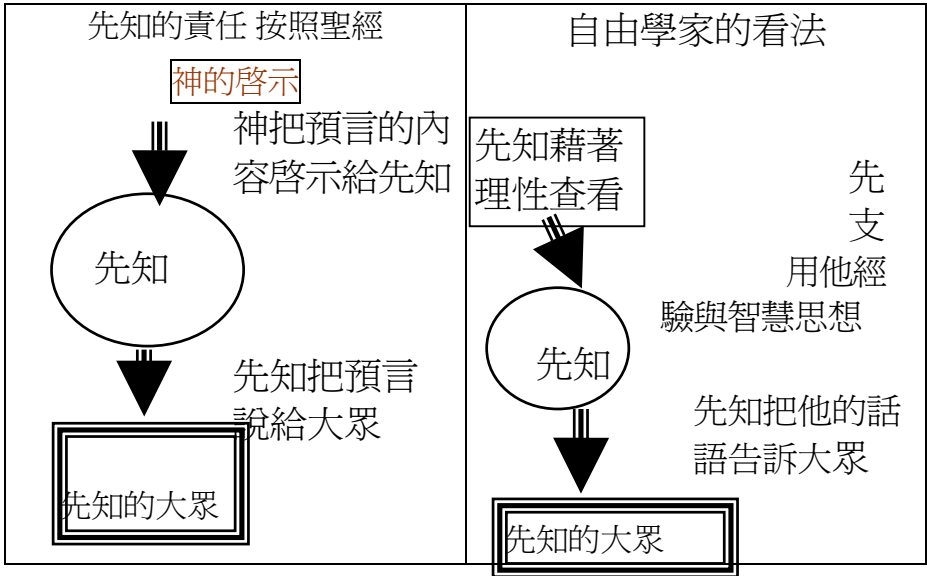 先知的責任 按照聖經
神的啓示
神把預言的內
容啓示給先知
先知
先知把預言
說給大眾
先知的大眾
自由學家的看法
先知藉著
理性查看
先
支
用他經
驗與智慧思想
先知
先知把他的話
語告訴大眾
先知的大眾